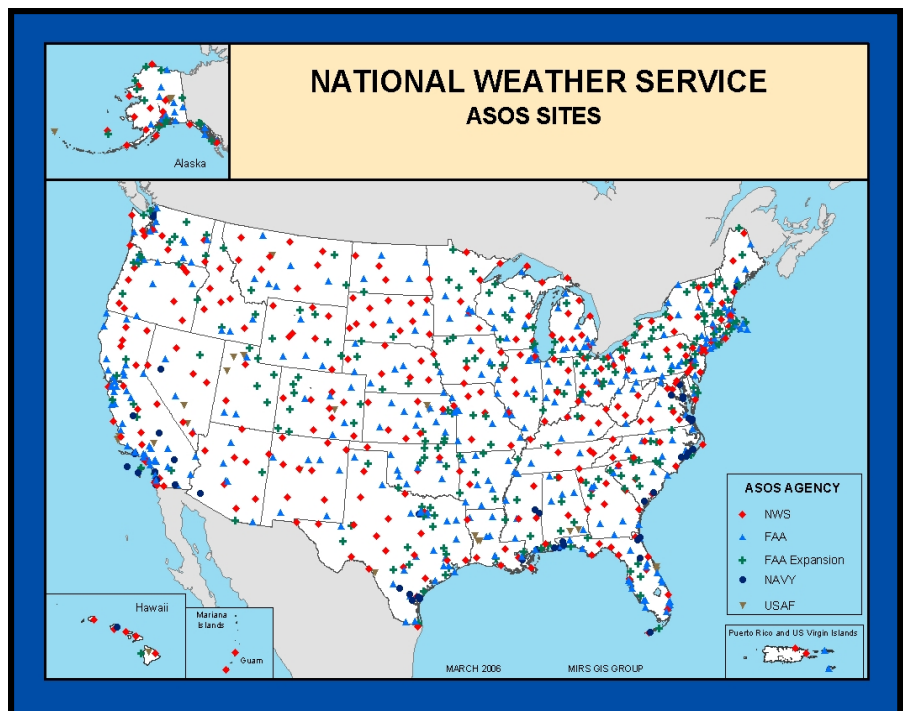 NATIONAL WEATHER SERVICE
ASOS SITES
Alaska
ASOS AGENCY
NWS
FAA
FAA Expansion
NAVY
USAF
Hawaii
Mariana
Islands
Guam
Puerto Rico and US Virgin Islands
MARCH 2006
MIRS GIS GROUP